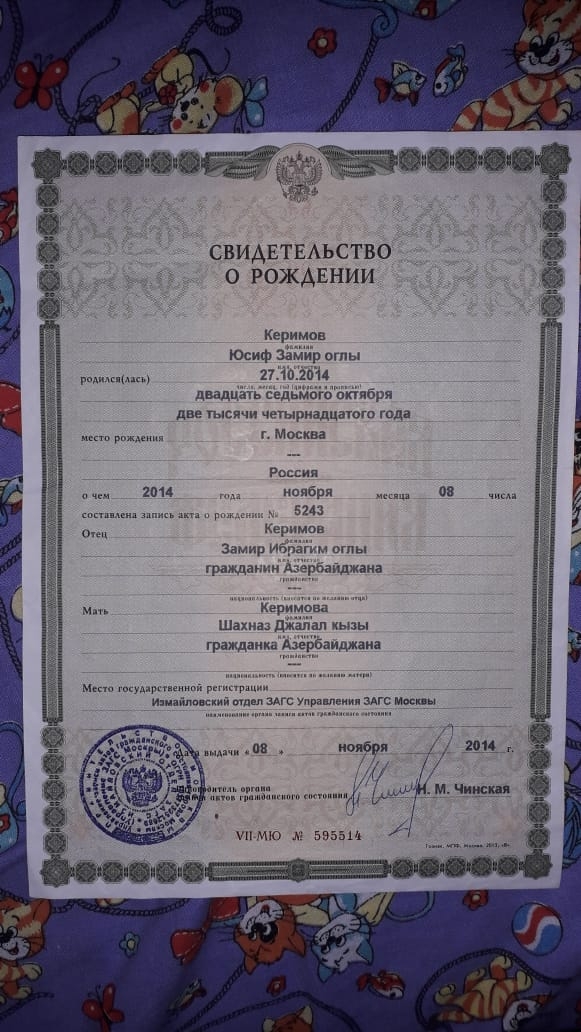 СВИДЕТЕЛЬСТВО
О РОЖДЕНИИ
Керимов
фамилия
Юсиф Замир оглы
имя, отчество
родился(лась) 27.10.2014
число, месяц, год (цифрами и прописью)
двадцать седьмого октября
две тысячи четырнадцатого года
место рождения г. Москва
---
Россия
о чем 2014 года ноября месяца 08 числа
составлена запись акта о рождении № 5243
Отец Керимов
фамилия
Замир Ибрагим оглы
имя, отчество
гражданин Азербайджана
гражданство
---
национальность (вносится по желанию отца)
Мать Керимова
фамилия
Шахназ Джалал кызы
имя, отчество
гражданка Азербайджана
гражданство
---
национальность (вносится по желанию матери)
Место государственной регистрации
Измайловский отдел ЗАГС Управления ЗАГС Москвы
наименование органа записи актов гражданского состояния
Дата выдачи « 08 » ноября 2014 г.
Руководитель органа
записи актов гражданского состояния Н. М. Чинская
VII-МЮ № 595514
Гознак, МПФ, Москва, 2013, «В».